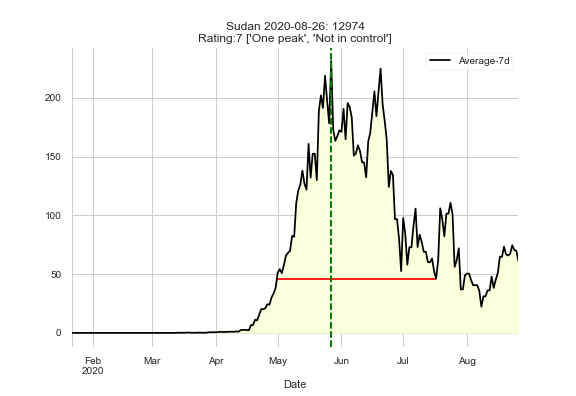 Sudan 2020-08-26: 12974
Rating:7 ['One peak', 'Not in control']
Average-7d
200
150
100
50
0
Feb Mar Apr May Jun Jul Aug
2020
Date